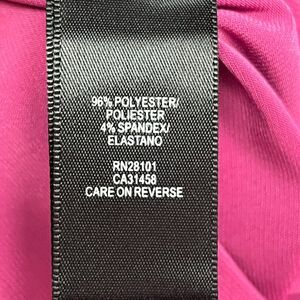 96% POLYESTER/
POLIESTER
4% SPANDEX/
ELASTANO
RN28101
CA31458
CARE ON REVERSE